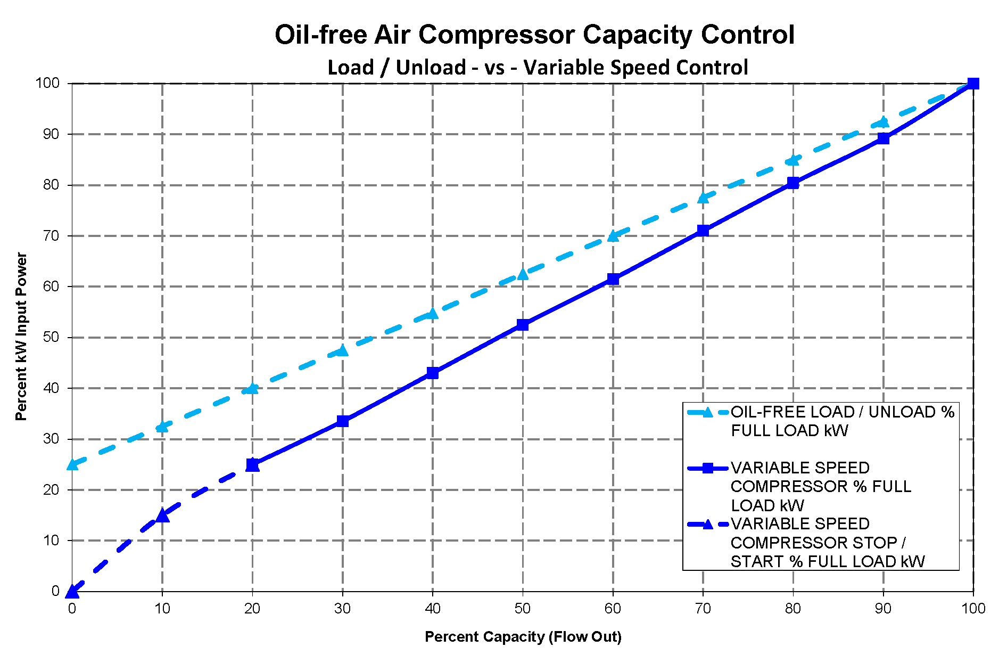 Oil-free Air Compressor Capacity Control
Load / Unload - vs - Variable Speed Control
100
90
80
70
60
50
40
30
20
10
0
Percent kW Input Power
OIL-FREE LOAD / UNLOAD %
FULL LOAD kW
VARIABLE SPEED
COMPRESSOR % FULL
LOAD kW
VARIABLE SPEED
COMPRESSOR STOP /
START % FULL LOAD kW
0 10 20 30 40 50 60 70 80 90 100
Percent Capacity (Flow Out)